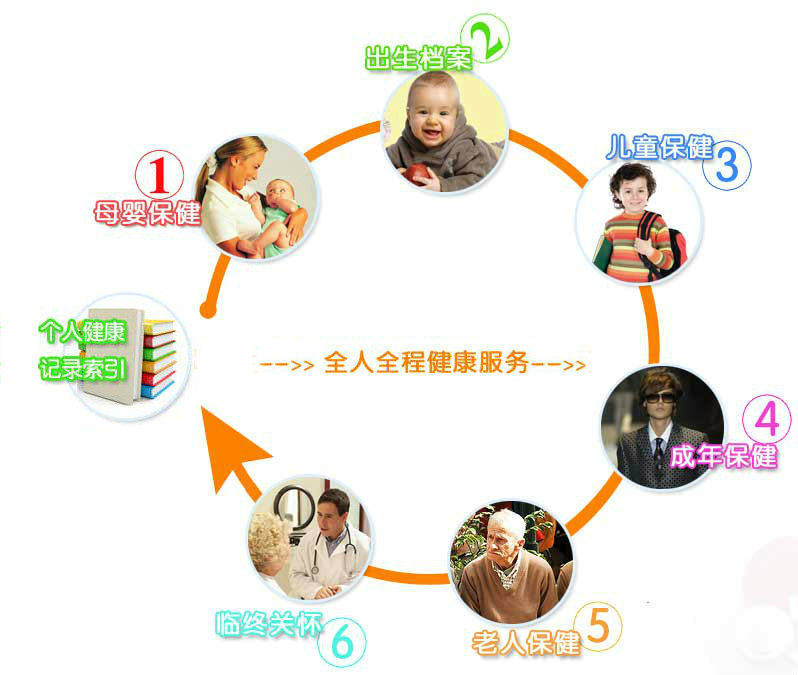 2
出生档案
儿童保健
3
1
母婴保健
个人健康
记录索引
-->> 全人全程健康服务-->>
4
成年保健
临终关怀
6
老人保健
5